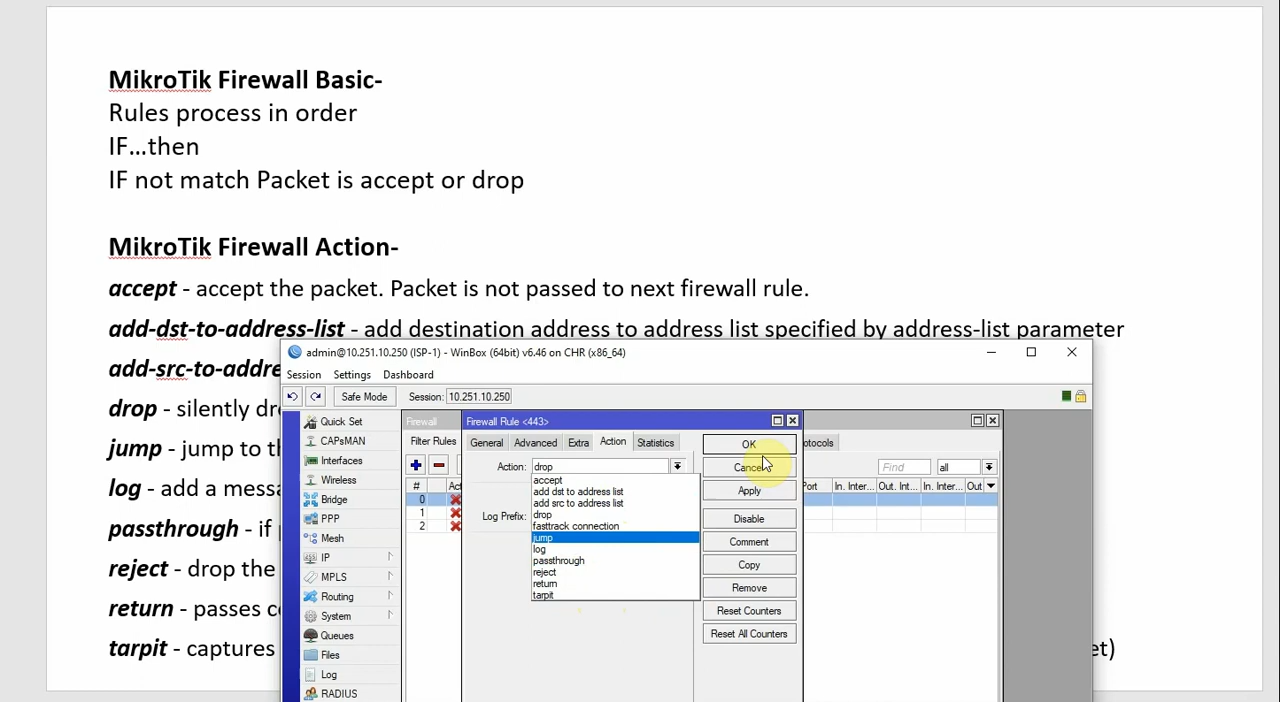 MikroTik Firewall Basic-
Rules process in order
IF...then
IF not match Packet is accept or drop
MikroTik Firewall Action-
accept - accept the packet. Packet is not passed to next firewall rule.
add-dst-to-address-list - add destination address to address list specified by address-list parameter
add-src-to-addre
drop - silently dr
jump - jump to t
log - add a messa
passthrough - if
reject - drop the
return - passes c
tarpit - captures
et)
admin@10.251.10.250 (ISP-1) - WinBox (64bit) v6.46 on CHR (x86_64)
Session Settings Dashboard
Safe Mode Session: 10.251.10.250
Quick Set
CAPsMAN
Interfaces
Wireless
Bridge
PPP
Mesh
IP
MPLS
Routing
System
Queues
Files
Log
RADIUS
Firewall
Filter Rules
# Act
0
1
2
Firewall Rule <443>
General Advanced Extra Action Statistics
Action: drop
accept
add dst to address list
add src to address list
drop
fasttrack connection
jump
log
passthrough
reject
return
tarpit
Log Prefix:
OK
Cancel
Apply
Disable
Comment
Copy
Remove
Reset Counters
Reset All Counters
otocols
Find all
Port In. Inter... Out. Int... In. Inter... Out